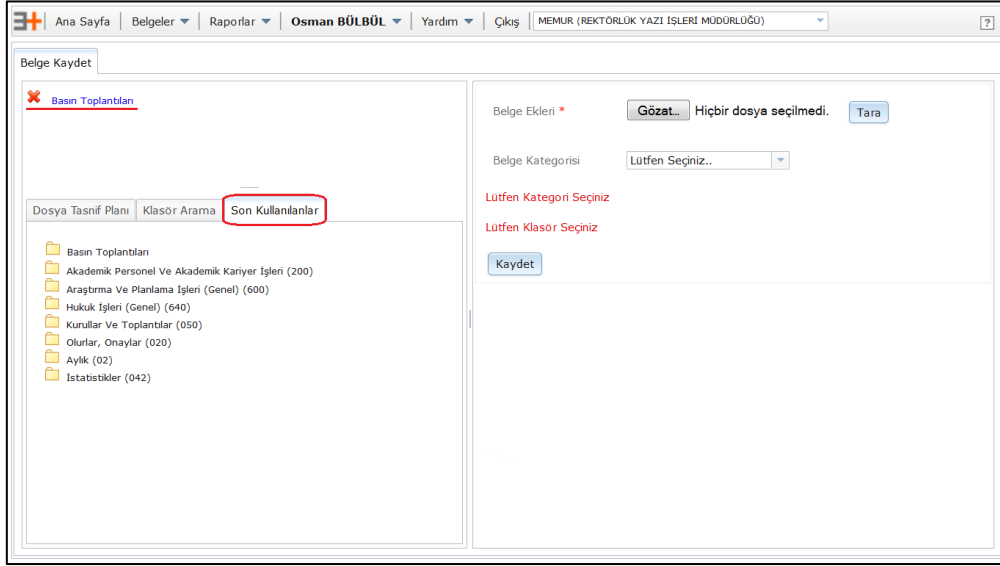 Ana Sayfa Belgeler Raporlar Osman BÜLBÜL Yardım Çıkış MEMUR (REKTÖRLÜK YAZI İŞLERİ MÜDÜRLÜĞÜ) ?
Belge Kaydet
Basın Toplantıları
Dosya Tasnif Planı Klasör Arama Son Kullanılanlar
Basın Toplantıları
Akademik Personel Ve Akademik Kariyer İşleri (200)
Araştırma Ve Planlama İşleri (Genel) (600)
Hukuk İşleri (Genel) (640)
Kurullar Ve Toplantılar (050)
Olurlar, Onaylar (020)
Aylık (02)
İstatistikler (042)
Belge Ekleri * Gözat... Hiçbir dosya seçilmedi. Tara
Belge Kategorisi Lütfen Seçiniz..
Lütfen Kategori Seçiniz
Lütfen Klasör Seçiniz
Kaydet